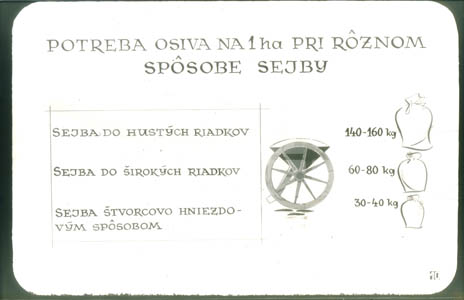 POTREBA OSIVA NA 1 ha PRI RÔZNOM
SPÔSOBE SEJBY
SEJBA DO HUSTÝCH RIADKOV
140-160 kg
SEJBA DO ŠIROKÝCH RIADKOV
60-80 kg
SEJBA ŠTVORCOVO HNIEZDO-
VÝM SPÔSOBOM
30-40 kg
10.